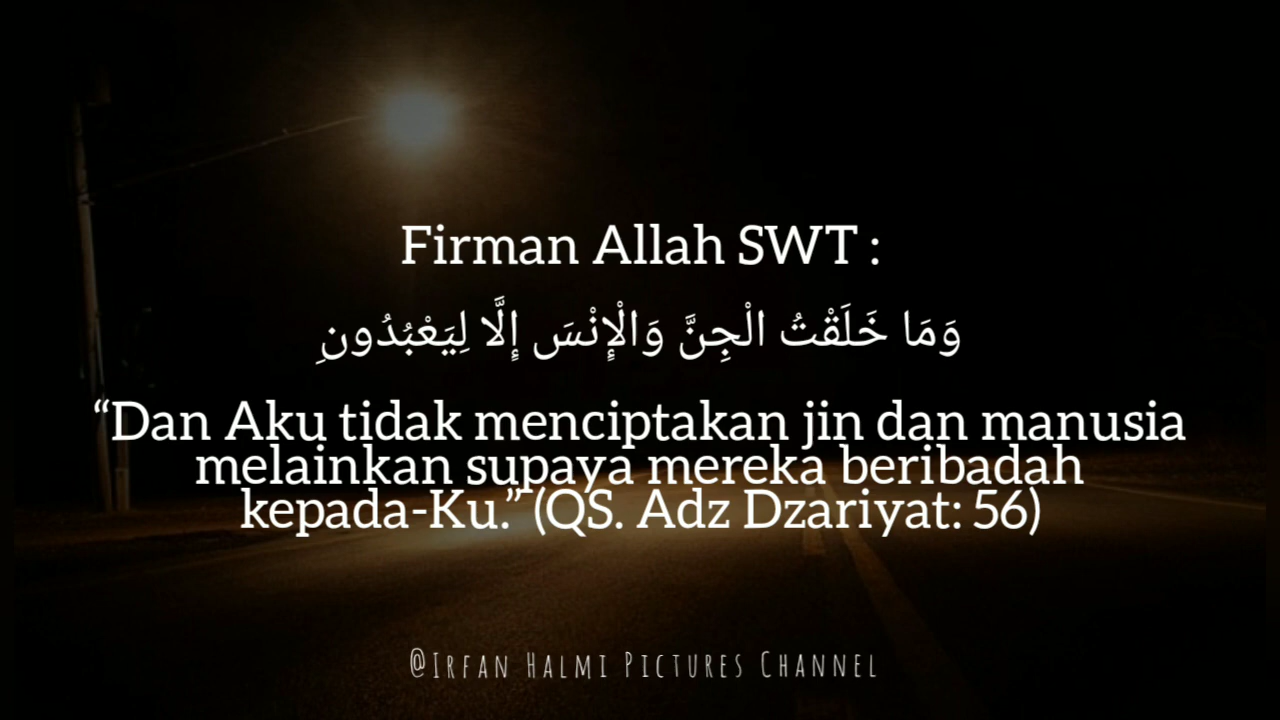 Firman Allah SWT :
وَمَا خَلَقْتُ الْجِنَّ وَالْإِنْسَ إِلَّا لِيَعْبُدُونِ
“Dan Aku tidak menciptakan jin dan manusia
melainkan supaya mereka beribadah
kepada-Ku.” (QS. Adz Dzariyat: 56)
@Irfan Halmi Pictures Channel